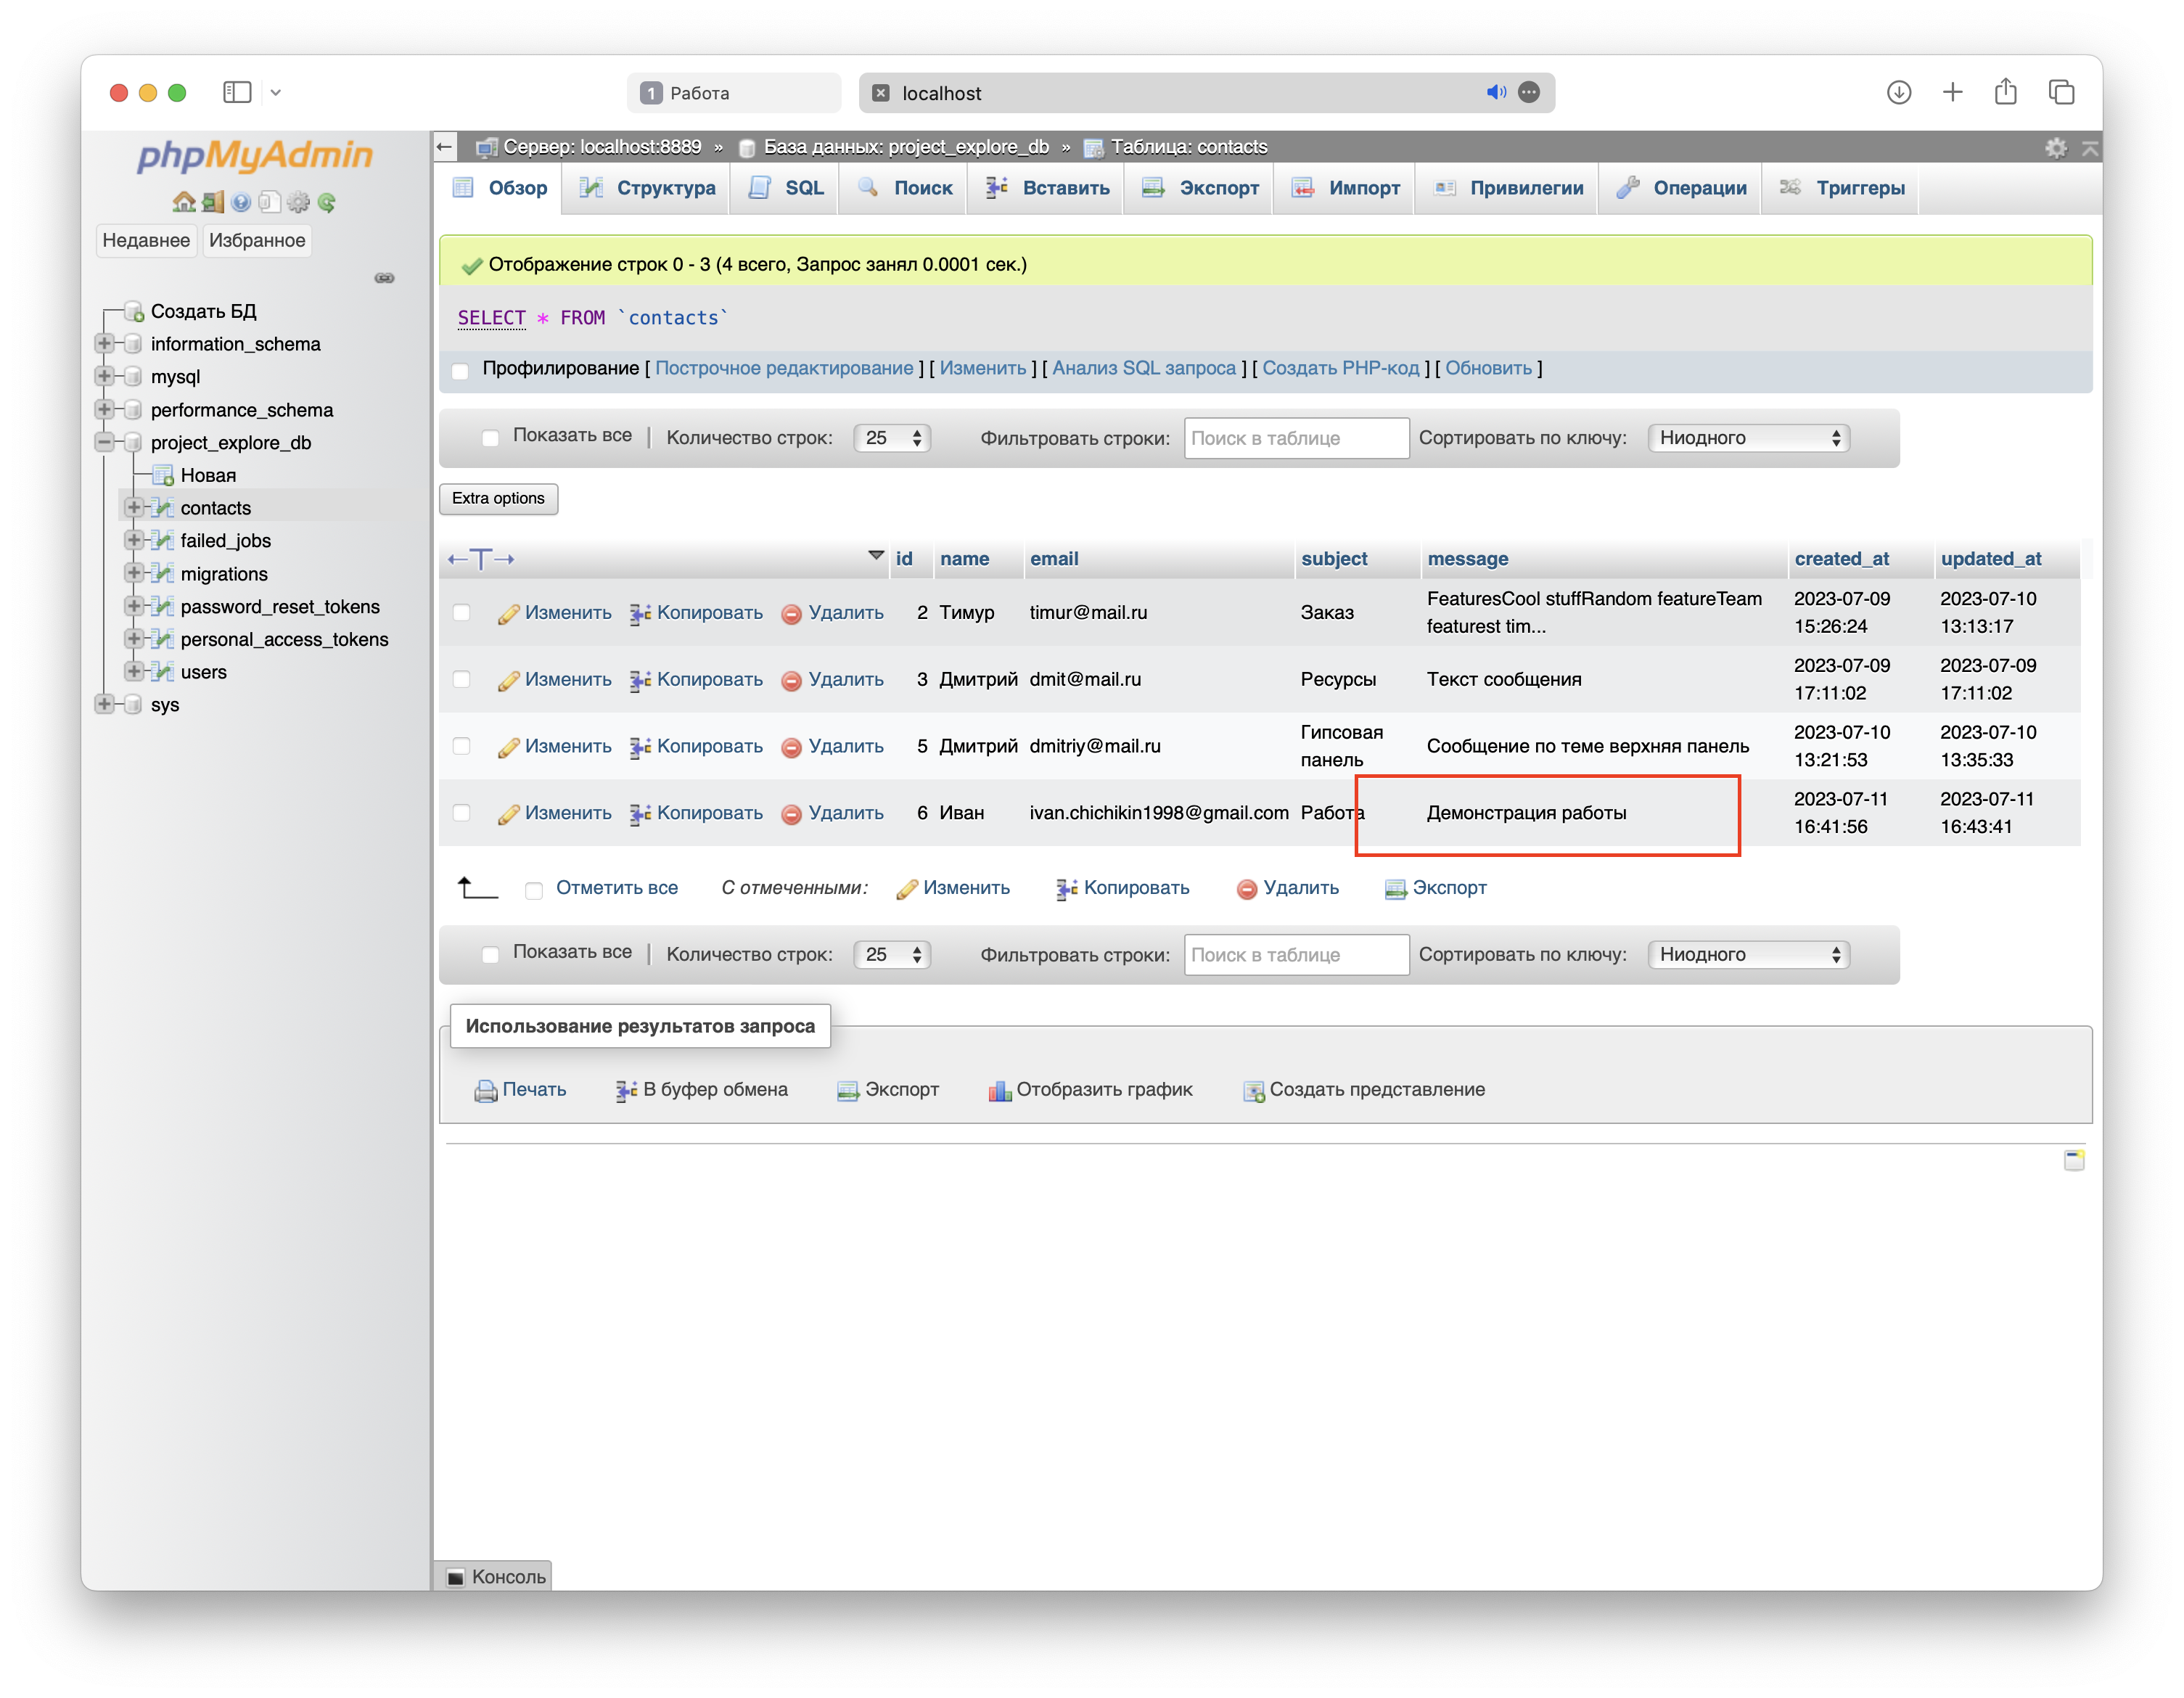 1 Работа
localhost
phpMyAdmin
Недавнее Избранное
Создать БД
information_schema
mysql
performance_schema
project_explore_db
Новая
contacts
failed_jobs
migrations
password_reset_tokens
personal_access_tokens
users
sys
Сервер: localhost:8889 » База данных: project_explore_db » Таблица: contacts
Обзор Структура SQL Поиск Вставить Экспорт Импорт Привилегии Операции Триггеры
Отображение строк 0 - 3 (4 всего, Запрос занял 0.0001 сек.)
SELECT * FROM `contacts`
Профилирование [ Построчное редактирование ] [ Изменить ] [ Анализ SQL запроса ] [ Создать PHP-код ] [ Обновить ]
Показать все | Количество строк: 25 Фильтровать строки: Поиск в таблице Сортировать по ключу: Ниодного
Extra options
←T→ id name email subject message created_at updated_at
Изменить Копировать Удалить 2 Тимур timur@mail.ru Заказ FeaturesCool stuffRandom featureTeam featurest tim... 2023-07-09 15:26:24 2023-07-10 13:13:17
Изменить Копировать Удалить 3 Дмитрий dmit@mail.ru Ресурсы Текст сообщения 2023-07-09 17:11:02 2023-07-09 17:11:02
Изменить Копировать Удалить 5 Дмитрий dmitriy@mail.ru Гипсовая панель Сообщение по теме верхняя панель 2023-07-10 13:21:53 2023-07-10 13:35:33
Изменить Копировать Удалить 6 Иван ivan.chichikin1998@gmail.com Работа Демонстрация работы 2023-07-11 16:41:56 2023-07-11 16:43:41
Отметить все С отмеченными: Изменить Копировать Удалить Экспорт
Показать все | Количество строк: 25 Фильтровать строки: Поиск в таблице Сортировать по ключу: Ниодного
Использование результатов запроса
Печать В буфер обмена Экспорт Отобразить график Создать представление
Консоль